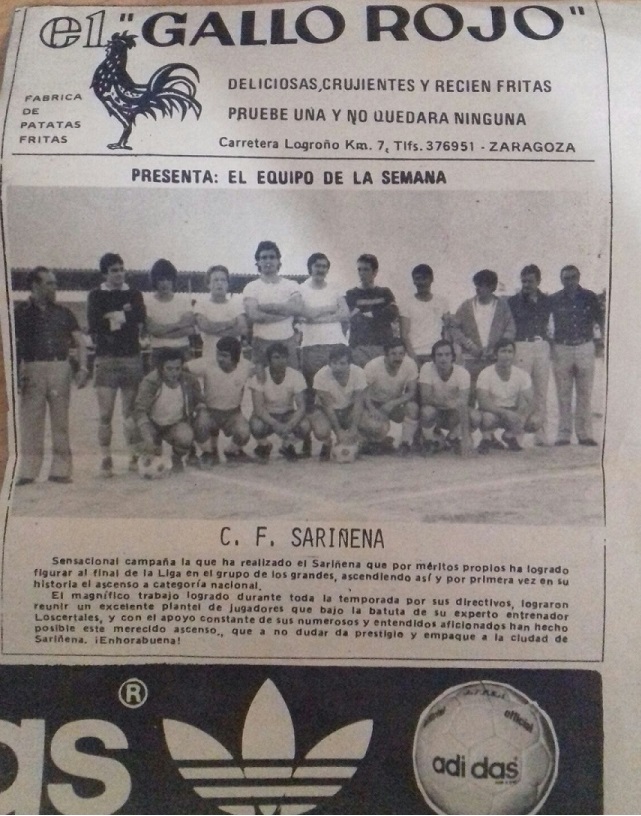 el "GALLO ROJO"
FABRICA
DE
PATATAS
FRITAS
DELICIOSAS,CRUJIENTES Y RECIEN FRITAS
PRUEBE UNA Y NO QUEDARA NINGUNA
Carretera Logroño Km. 7, Tlfs. 376951 - ZARAGOZA
PRESENTA: EL EQUIPO DE LA SEMANA
C. F. SARIÑENA
Sensacional campaña la que ha realizado el Sariñena que por méritos propios ha logrado
figurar al final de la Liga en el grupo de los grandes, ascendiendo así y por primera vez en su
historia el ascenso a categoría nacional.
El magnífico trabajo logrado durante toda la temporada por sus directivos, lograron
reunir un excelente plantel de jugadores que bajo la batuta de su experto entrenador
Loscertales, y con el apoyo constante de sus numerosos y entendidos aficionados han hecho
posible este merecido ascenso., que a no dudar da prestigio y empaque a la ciudad de
Sariñena. ¡Enhorabuena!
as ®
official
adidas